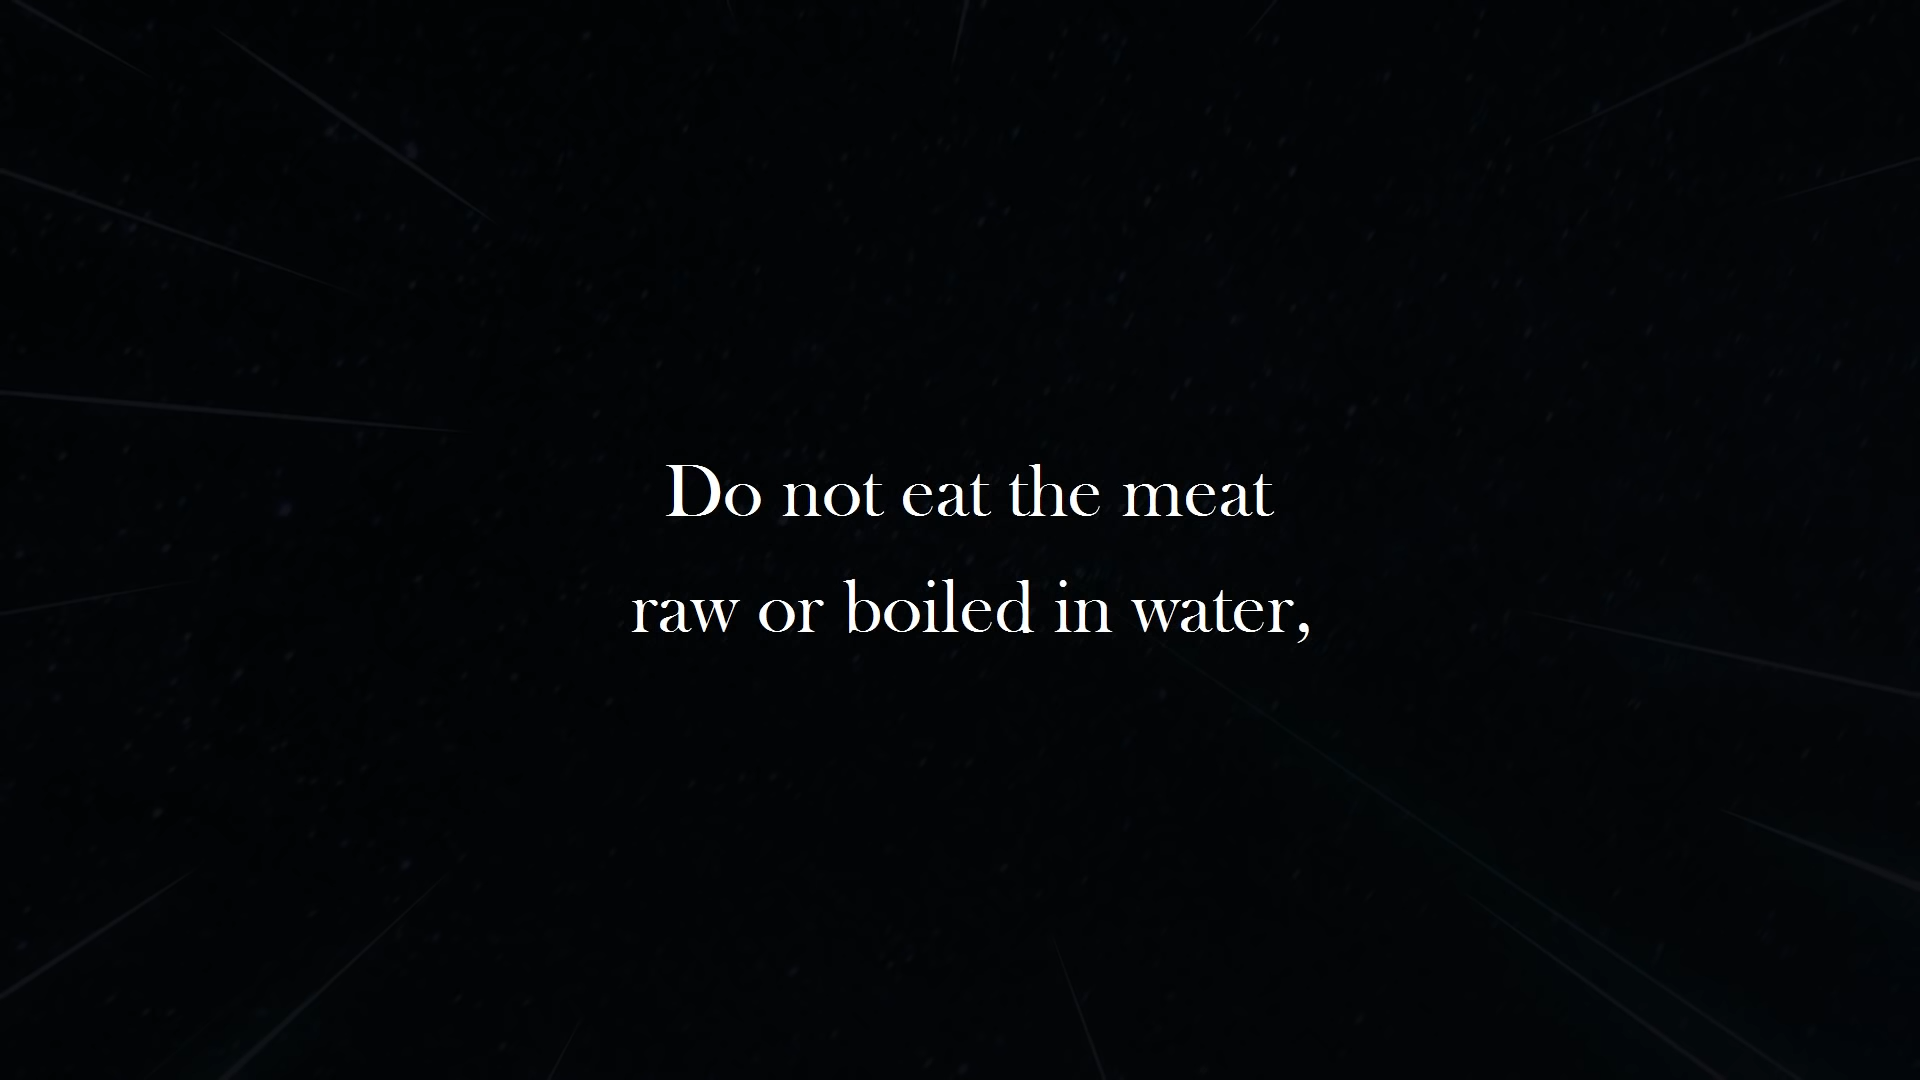 Do not eat the meat
raw or boiled in water,